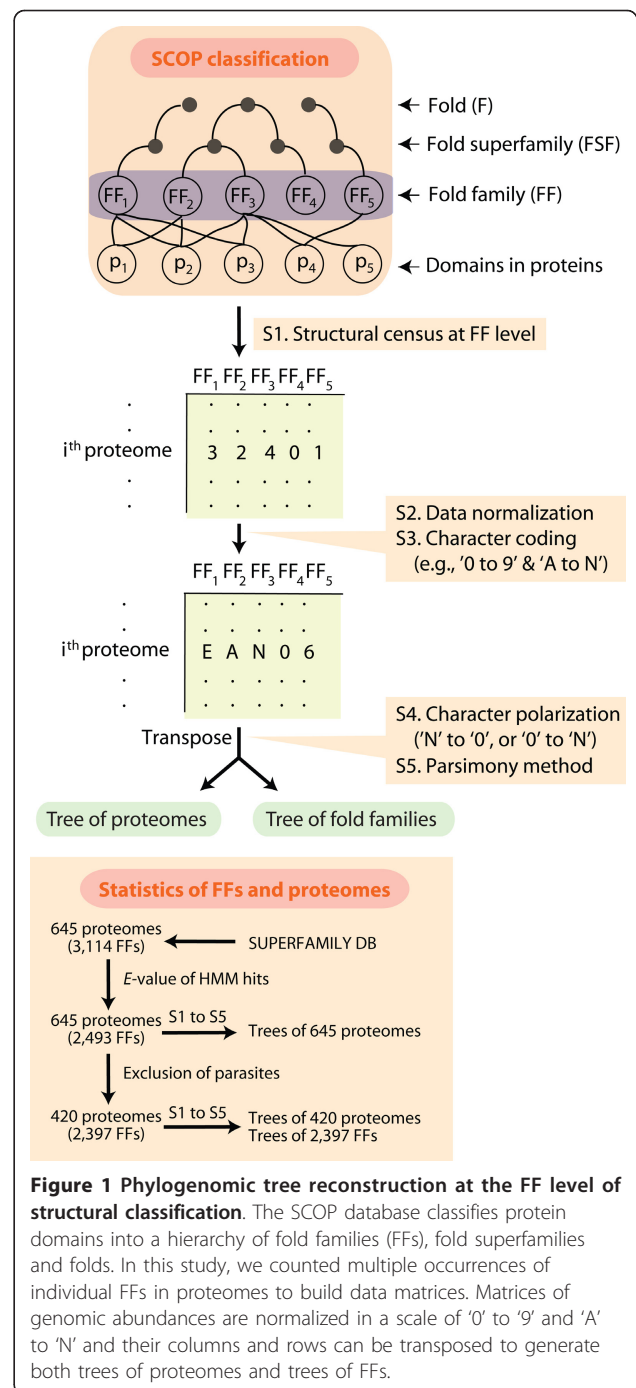 SCOP classification
Fold (F)
Fold superfamily (FSF)
FF1 FF2 FF3 FF4 FF5
Fold family (FF)
p1 p2 p3 p4 p5
Domains in proteins
S1. Structural census at FF level
FF1 FF2 FF3 FF4 FF5
. . . . . .
. . . . . .
ith proteome 3 2 4 0 1
. . . . . .
. . . . . .
S2. Data normalization
S3. Character coding
(e.g., '0 to 9' & 'A to N')
FF1 FF2 FF3 FF4 FF5
. . . . . .
. . . . . .
ith proteome E A N 0 6
. . . . . .
. . . . . .
S4. Character polarization
('N' to '0', or '0' to 'N')
S5. Parsimony method
Transpose
Tree of proteomes
Tree of fold families
Statistics of FFs and proteomes
645 proteomes
(3,114 FFs)
SUPERFAMILY DB
E-value of HMM hits
645 proteomes
(2,493 FFs)
S1 to S5
Trees of 645 proteomes
Exclusion of parasites
420 proteomes
(2,397 FFs)
S1 to S5
Trees of 420 proteomes
Trees of 2,397 FFs
Figure 1 Phylogenomic tree reconstruction at the FF level of
structural classification. The SCOP database classifies protein
domains into a hierarchy of fold families (FFs), fold superfamilies
and folds. In this study, we counted multiple occurrences of
individual FFs in proteomes to build data matrices. Matrices of
genomic abundances are normalized in a scale of '0' to '9' and 'A'
to 'N' and their columns and rows can be transposed to generate
both trees of proteomes and trees of FFs.